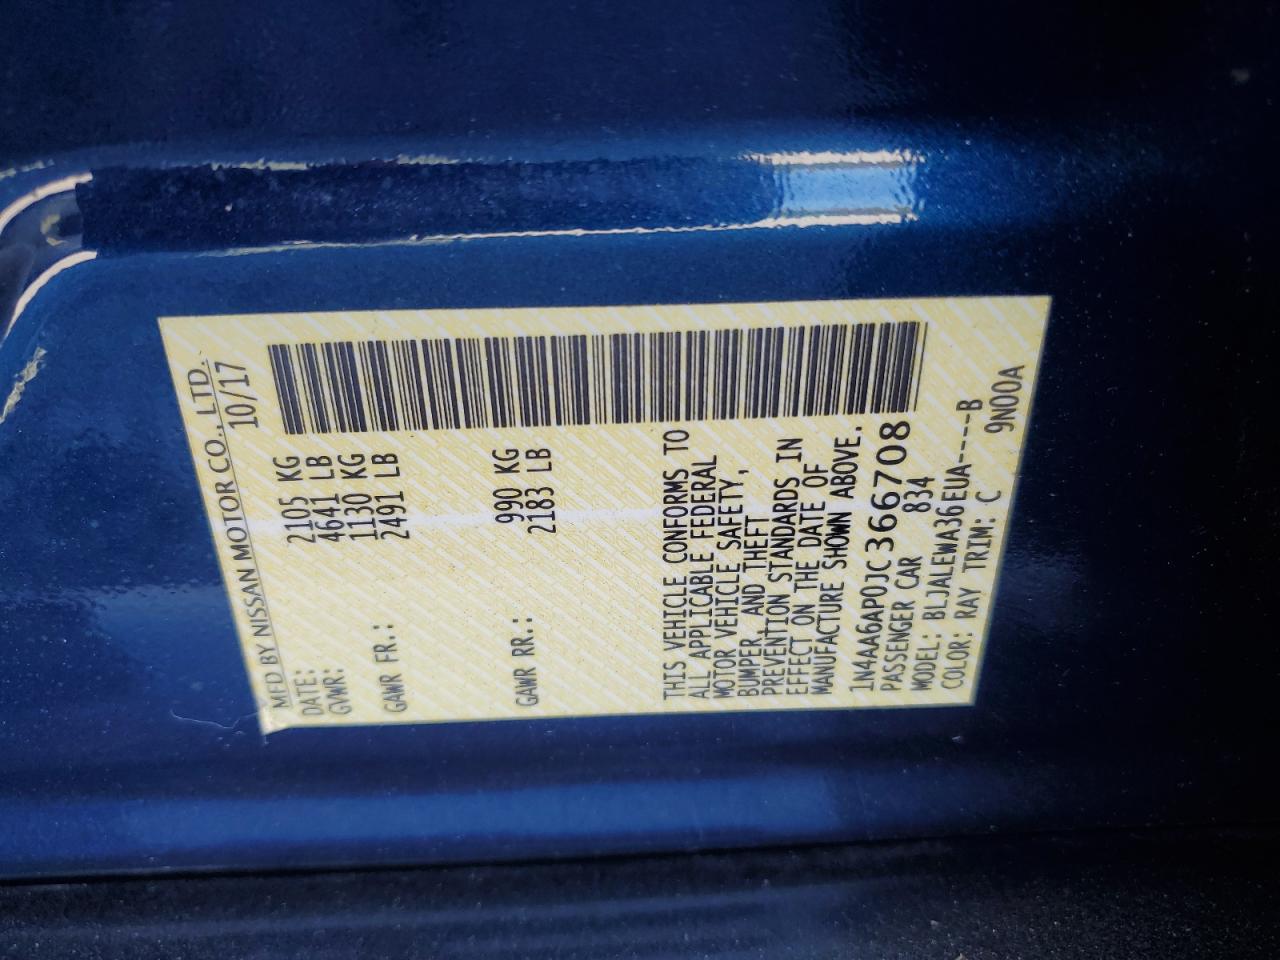 MFD BY NISSAN MOTOR CO., LTD.
DATE: 10/17
GVWR: 2105 KG
4641 LB
GAWR FR.: 1130 KG
2491 LB
GAWR RR.: 990 KG
2183 LB
THIS VEHICLE CONFORMS TO
ALL APPLICABLE FEDERAL
MOTOR VEHICLE SAFETY,
BUMPER, AND THEFT
PREVENTION STANDARDS IN
EFFECT ON THE DATE OF
MANUFACTURE SHOWN ABOVE.
1N4AA6AP0JC366708
PASSENGER CAR 834
MODEL: BLJALEWA36EUA----B
COLOR: RAY TRIM: C 9N00A